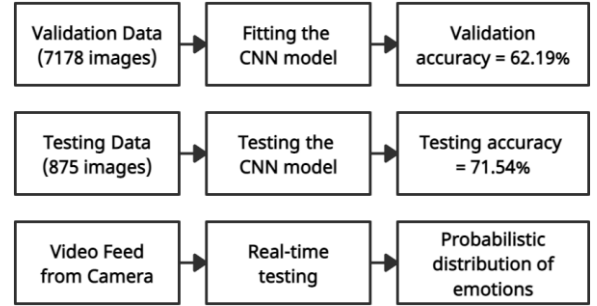 Validation Data
(7178 images)
Fitting the
CNN model
Validation
accuracy = 62.19%
Testing Data
(875 images)
Testing the
CNN model
Testing accuracy
= 71.54%
Video Feed
from Camera
Real-time
testing
Probabilistic
distribution of
emotions